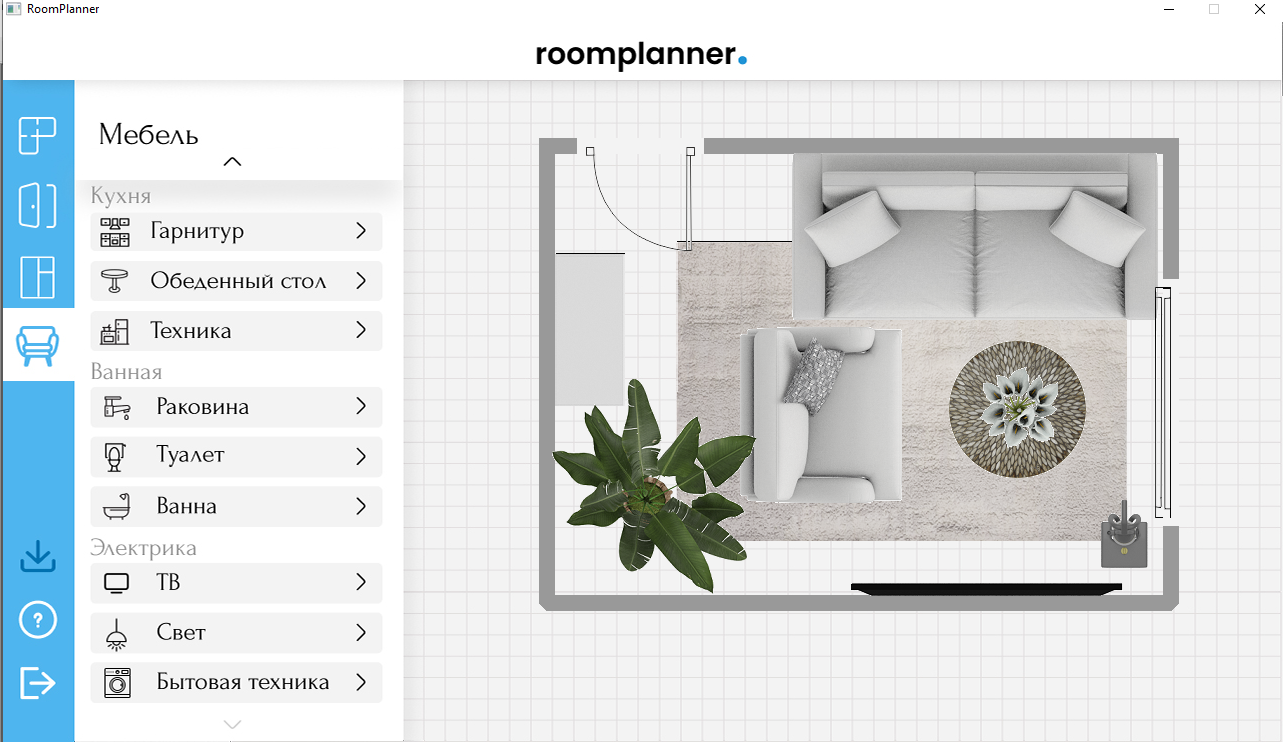 RoomPlanner
roomplanner.
Мебель
Кухня
Гарнитур
Обеденный стол
Техника
Ванная
Раковина
Туалет
Ванна
Электрика
ТВ
Свет
Бытовая техника
?